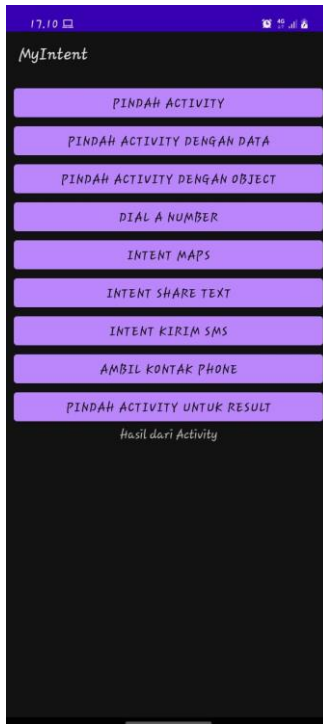 17.10
4G
MyIntent
PINDAH ACTIVITY
PINDAH ACTIVITY DENGAN DATA
PINDAH ACTIVITY DENGAN OBJECT
DIAL A NUMBER
INTENT MAPS
INTENT SHARE TEXT
INTENT KIRIM SMS
AMBIL KONTAK PHONE
PINDAH ACTIVITY UNTUK RESULT
Hasil dari Activity